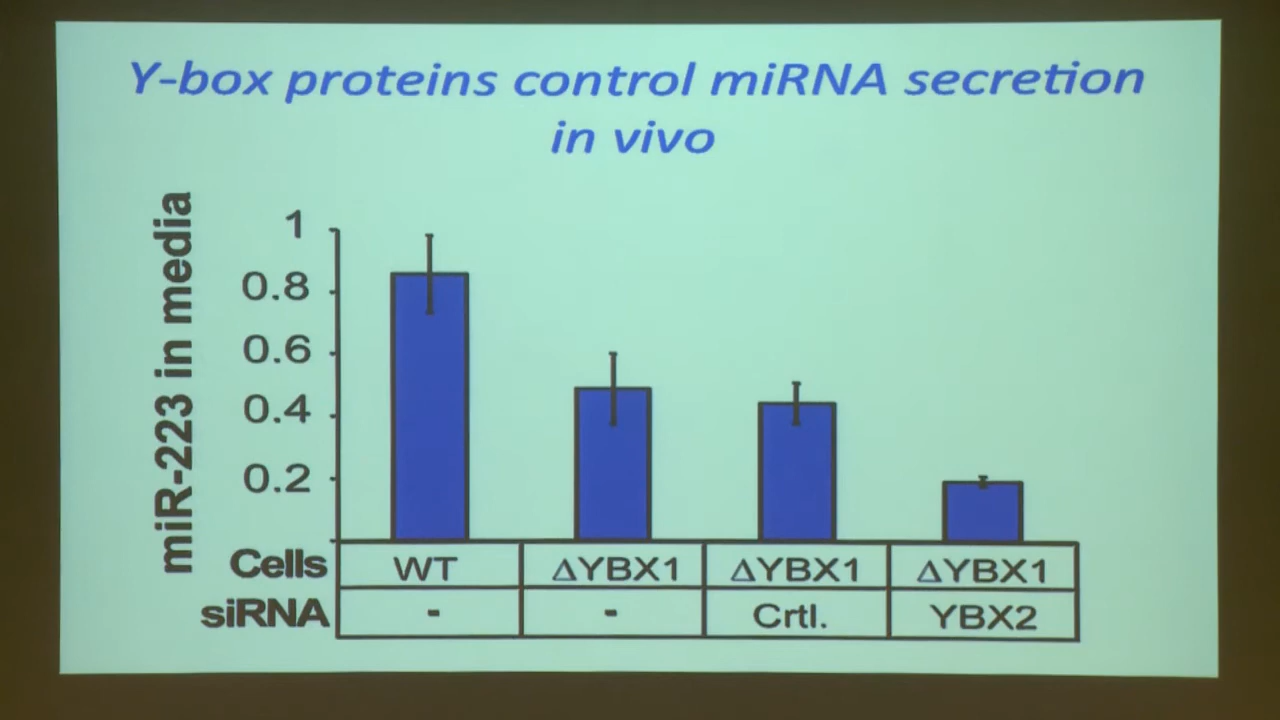 Y-box proteins control miRNA secretion
in vivo
miR-223 in media
1
0.8
0.6
0.4
0.2
Cells WT ΔYBX1 ΔYBX1 ΔYBX1
siRNA - - Crtl. YBX2